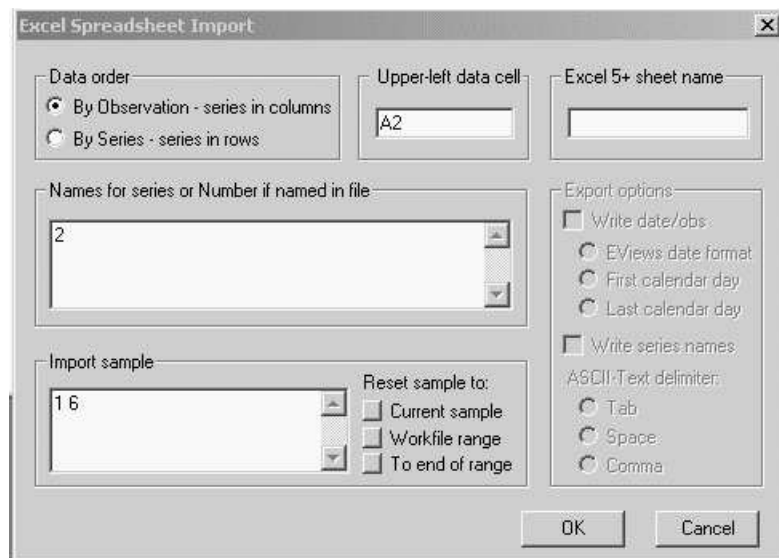 Excel Spreadsheet Import
Data order
By Observation - series in columns
By Series - series in rows
Upper-left data cell
A2
Excel 5+ sheet name
Names for series or Number if named in file
2
Export options
Write date/obs
EViews date format
First calendar day
Last calendar day
Write series names
ASCII-Text delimiter:
Tab
Space
Comma
Import sample
1 6
Reset sample to:
Current sample
Workfile range
To end of range
OK
Cancel